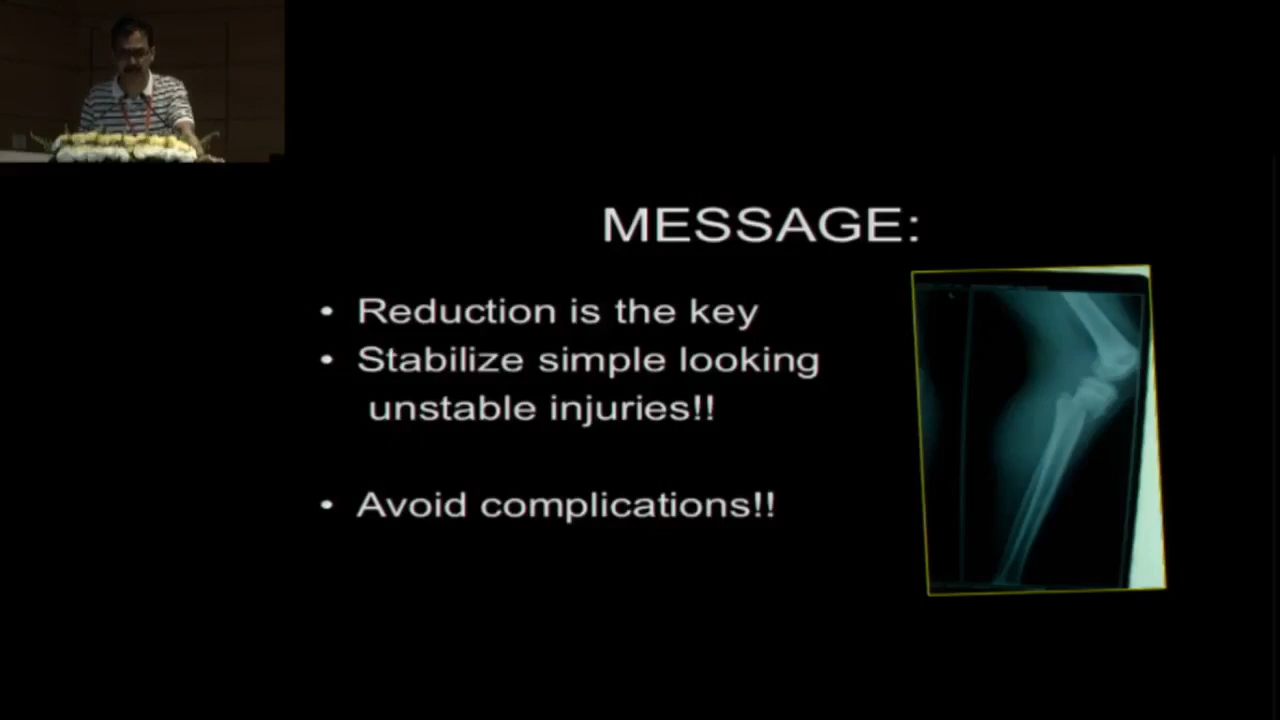 MESSAGE:
• Reduction is the key
• Stabilize simple looking
unstable injuries!!
• Avoid complications!!